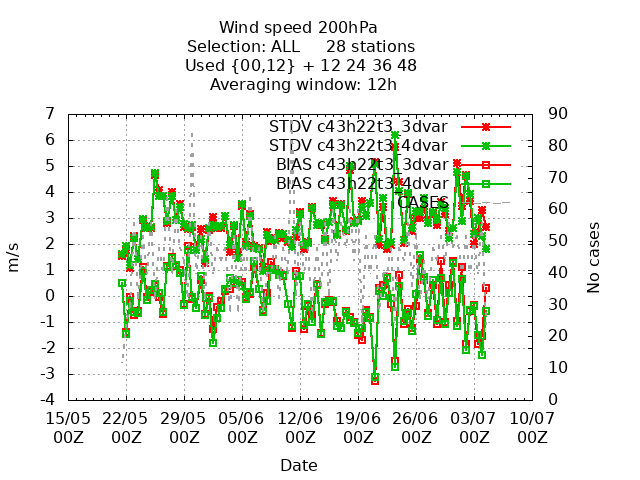 Wind speed 200hPa
Selection: ALL     28 stations
Used {00,12} + 12 24 36 48
Averaging window: 12h
STDV c43h22t3_3dvar
STDV c43h22t3_4dvar
BIAS c43h22t3_3dvar
BIAS c43h22t3_4dvar
CASES
7
6
5
4
3
2
1
0
-1
-2
-3
-4
m/s
90
80
70
60
50
40
30
20
10
0
No cases
15/05 22/05 29/05 05/06 12/06 19/06 26/06 03/07 10/07
00Z 00Z 00Z 00Z 00Z 00Z 00Z 00Z 00Z
Date